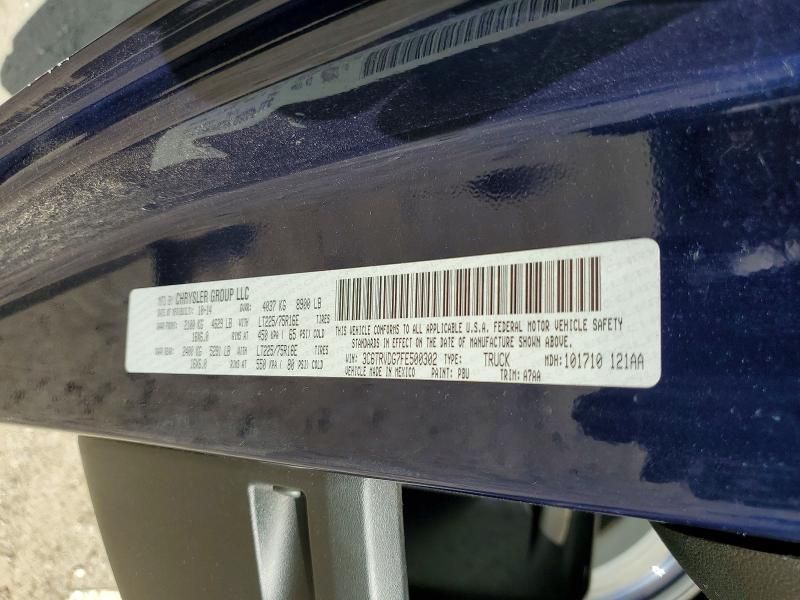 MFD BY CHRYSLER GROUP LLC
DATE OF MFR: 10-14 GVWR: 4037 KG 8900 LB
GAWR FRONT: 2100 KG 4629 LB WITH LT225/75R16E TIRES
16X6.0 RIMS AT 450 KPA ( 65 PSI) COLD
GAWR REAR: 2400 KG 5291 LB WITH LT225/75R16E TIRES
16X6.0 RIMS AT 550 KPA ( 80 PSI) COLD
THIS VEHICLE CONFORMS TO ALL APPLICABLE U.S.A. FEDERAL MOTOR VEHICLE SAFETY
STANDARDS IN EFFECT ON THE DATE OF MANUFACTURE SHOWN ABOVE.
VIN: 3C6TRVDG7FE500302 TYPE: TRUCK MDH: 101710 121AA
VEHICLE MADE IN MEXICO PAINT: PBU TRIM: A7AA